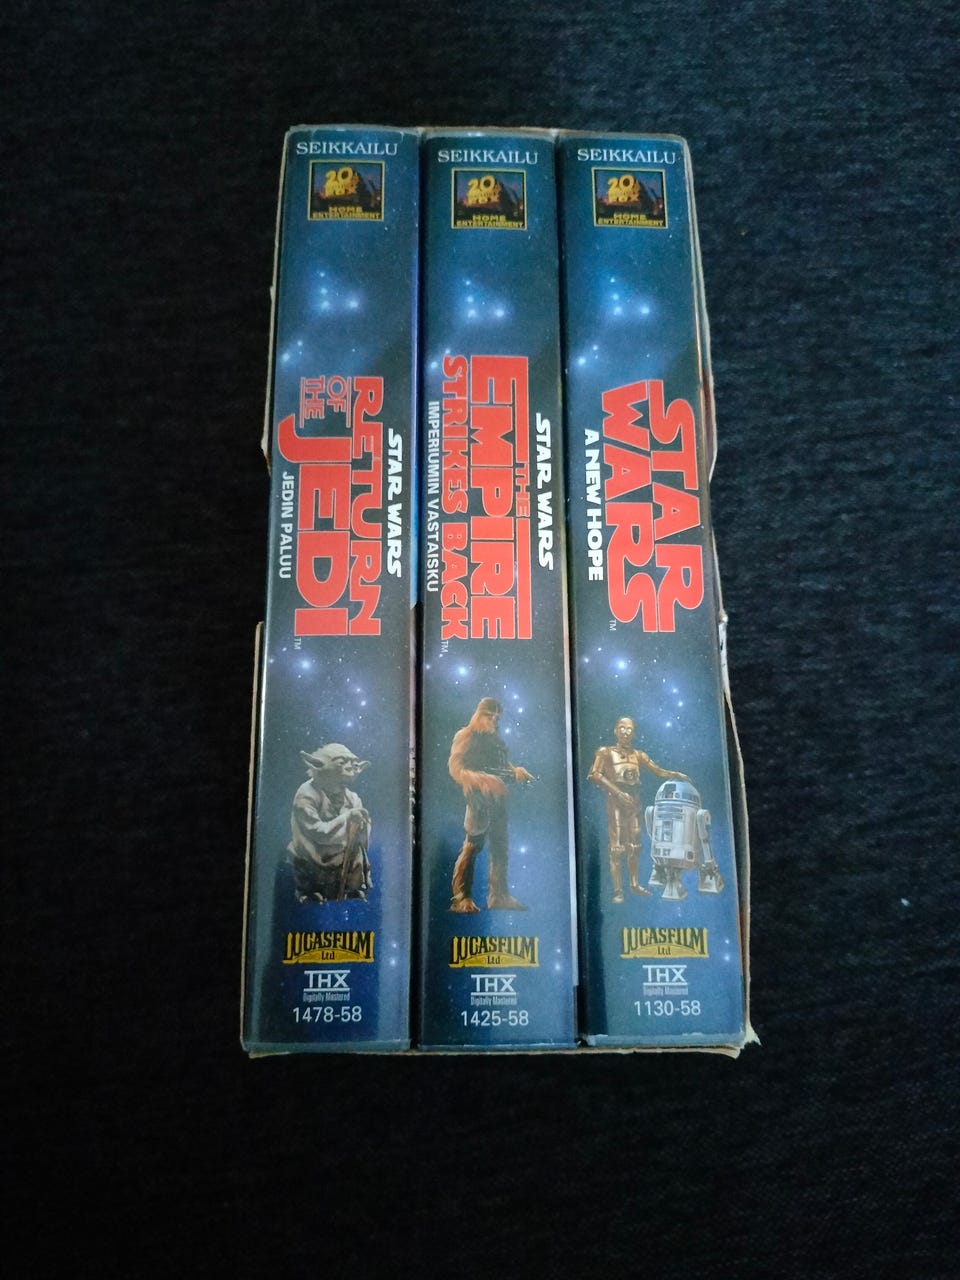 SEIKKAILU
20th
CENTURY
FOX
HOME
ENTERTAINMENT
STAR WARS
RETURN
OF
THE
JEDI
TM
JEDIN PALUU
LUCASFILM
Ltd
THX
Digitally Mastered
1478-58
SEIKKAILU
20th
CENTURY
FOX
HOME
ENTERTAINMENT
STAR WARS
THE
EMPIRE
STRIKES BACK
TM
IMPERIUMIN VASTAISKU
LUCASFILM
Ltd
THX
Digitally Mastered
1425-58
SEIKKAILU
20th
CENTURY
FOX
HOME
ENTERTAINMENT
STAR
WARS
TM
A NEW HOPE
LUCASFILM
Ltd
THX
Digitally Mastered
1130-58